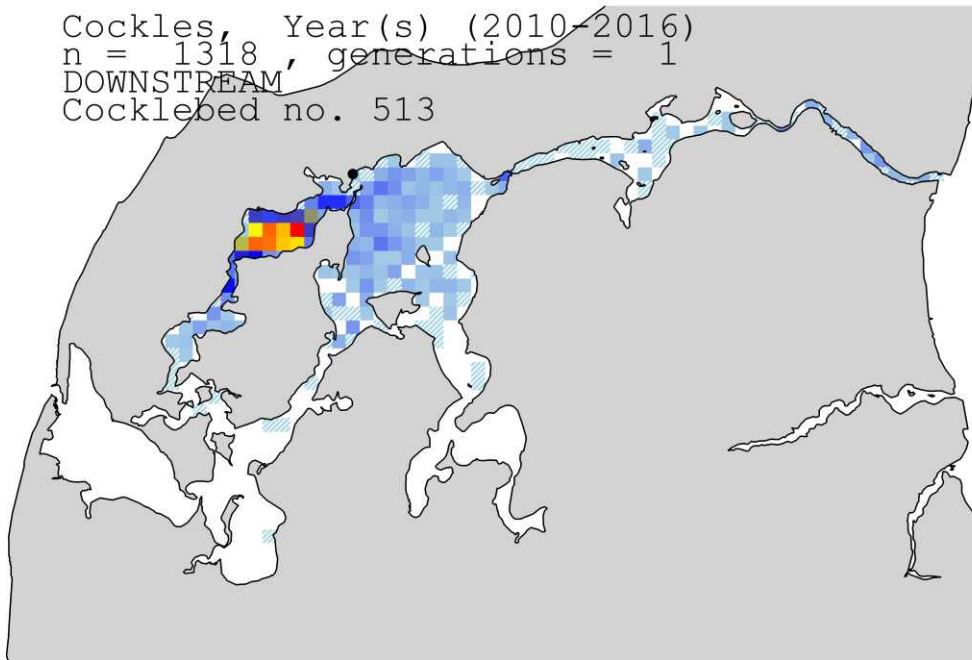 Cockles, Year(s) (2010-2016)
n = 1318 , generations = 1
DOWNSTREAM
Cocklebed no. 513